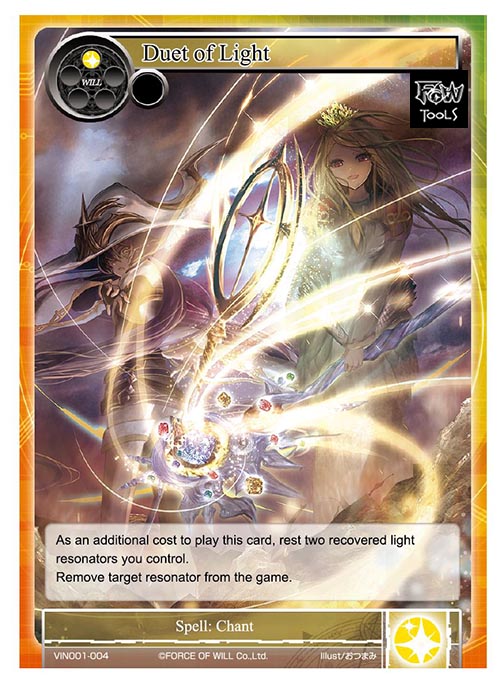 Duet of Light
WILL
FOW
TOOLS
As an additional cost to play this card, rest two recovered light
resonators you control.
Remove target resonator from the game.
Spell: Chant
VIN001-004 ©FORCE OF WILL Co.,Ltd. Illust/おつまみ